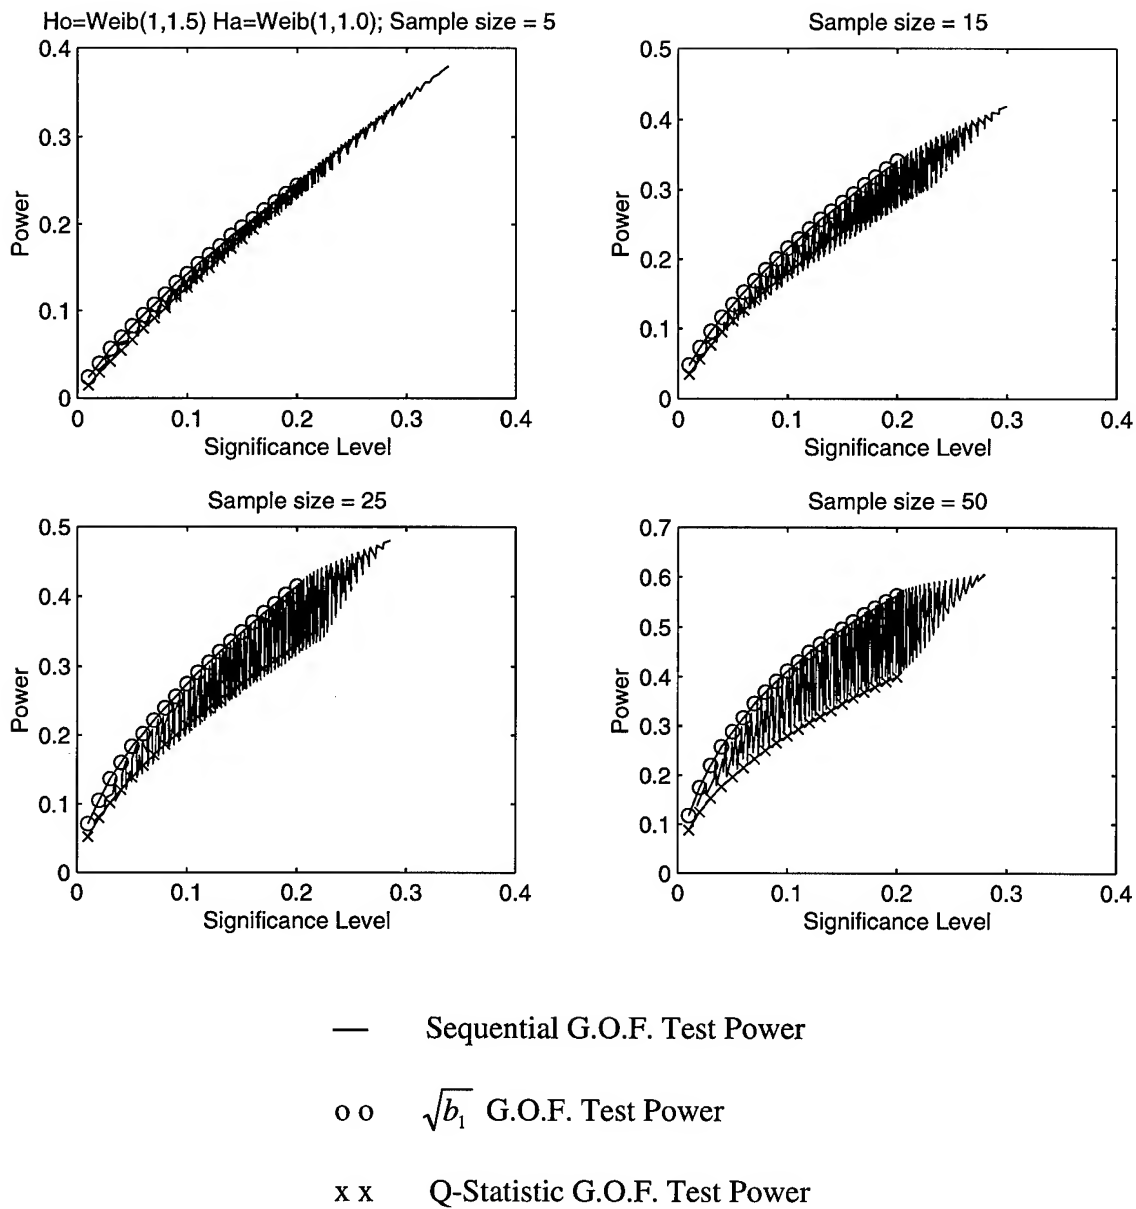 Ho=Weib(1,1.5) Ha=Weib(1,1.0); Sample size = 5
0.4
0.3
0.2
0.1
0
Power
0 0.1 0.2 0.3 0.4
Significance Level
Sample size = 15
0.5
0.4
0.3
0.2
0.1
0
Power
0 0.1 0.2 0.3 0.4
Significance Level
Sample size = 25
0.5
0.4
0.3
0.2
0.1
0
Power
0 0.1 0.2 0.3 0.4
Significance Level
Sample size = 50
0.7
0.6
0.5
0.4
0.3
0.2
0.1
0
Power
0 0.1 0.2 0.3 0.4
Significance Level
— Sequential G.O.F. Test Power
o o √b₁ G.O.F. Test Power
x x Q-Statistic G.O.F. Test Power